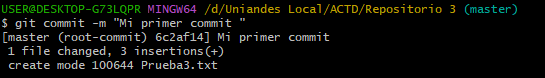 USER@DESKTOP-G73LQPR MINGW64 /d/Uniandes Local/ACTD/Repositorio 3 (master)
$ git commit -m "Mi primer commit "
[master (root-commit) 6c2af14] Mi primer commit
 1 file changed, 3 insertions(+)
 create mode 100644 Prueba3.txt